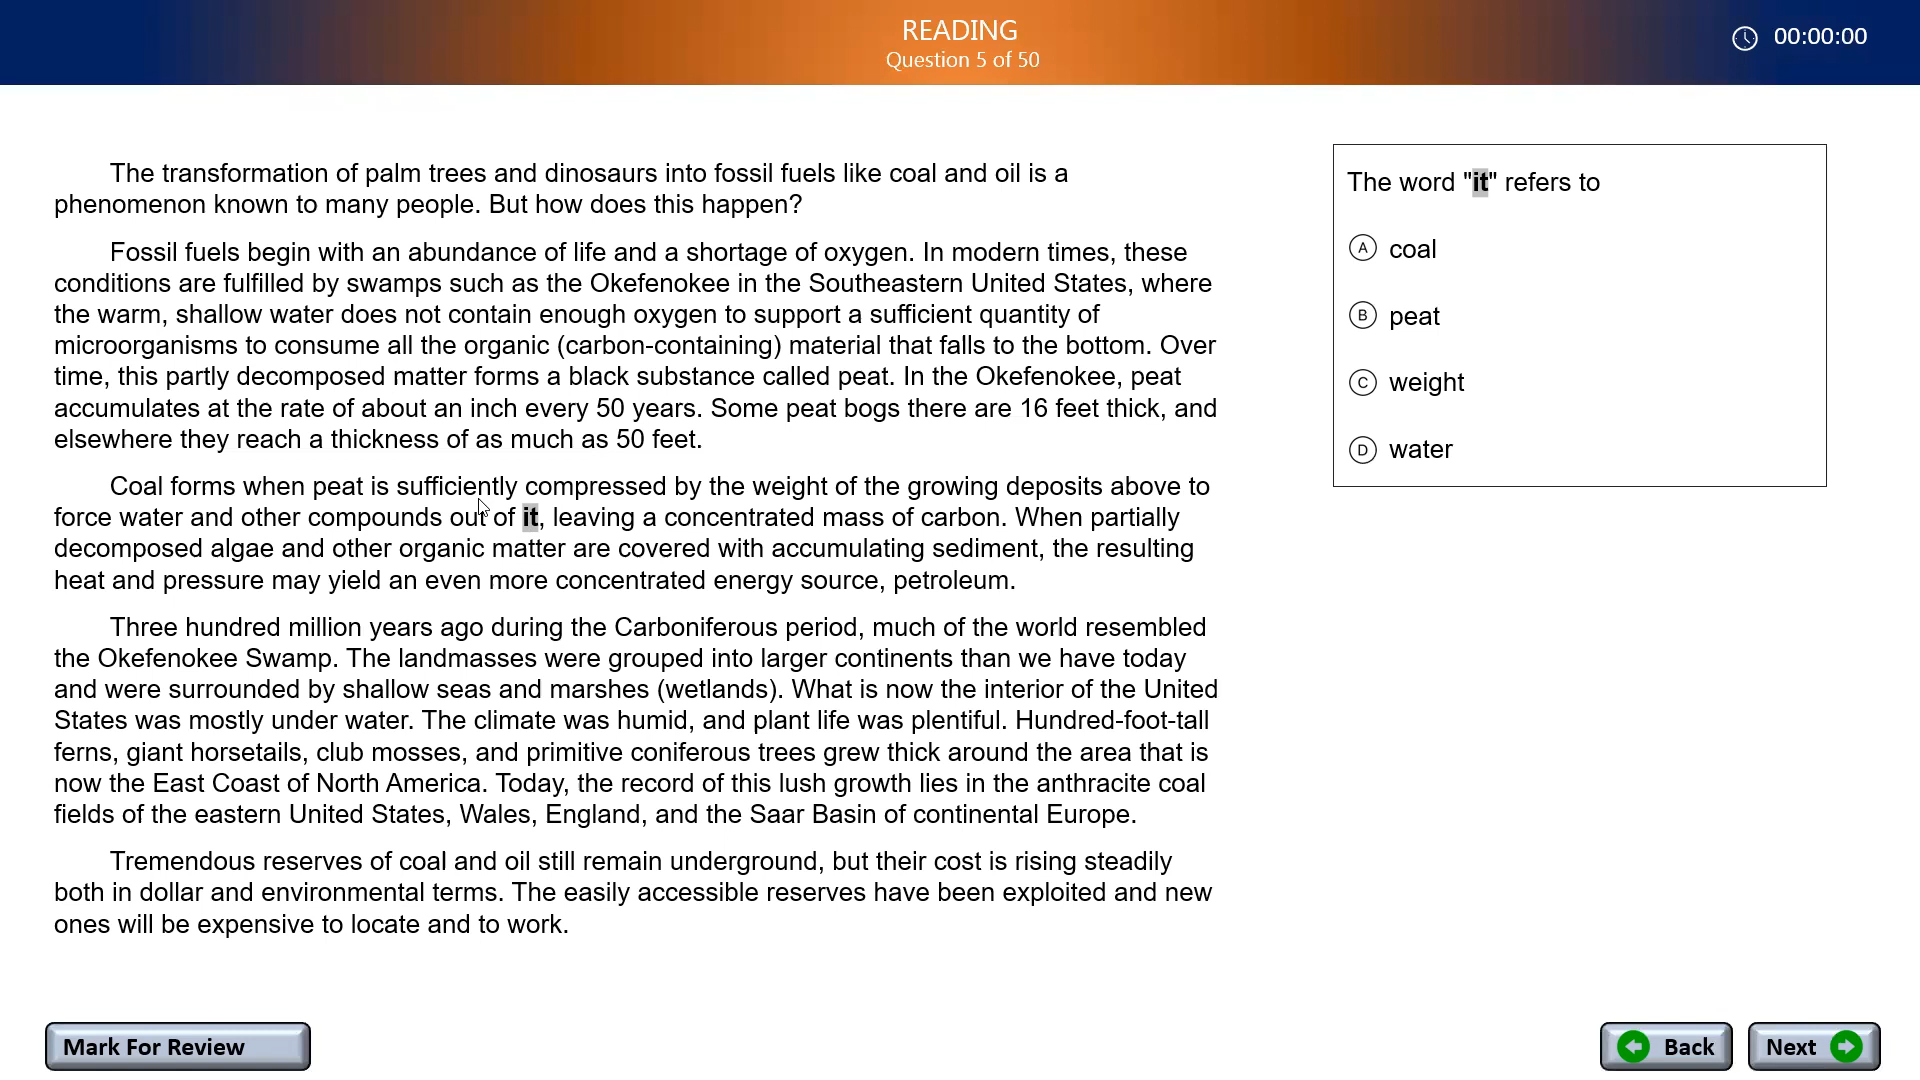 READING
Question 5 of 50
00:00:00
The transformation of palm trees and dinosaurs into fossil fuels like coal and oil is a
phenomenon known to many people. But how does this happen?
Fossil fuels begin with an abundance of life and a shortage of oxygen. In modern times, these
conditions are fulfilled by swamps such as the Okefenokee in the Southeastern United States, where
the warm, shallow water does not contain enough oxygen to support a sufficient quantity of
microorganisms to consume all the organic (carbon-containing) material that falls to the bottom. Over
time, this partly decomposed matter forms a black substance called peat. In the Okefenokee, peat
accumulates at the rate of about an inch every 50 years. Some peat bogs there are 16 feet thick, and
elsewhere they reach a thickness of as much as 50 feet.
Coal forms when peat is sufficiently compressed by the weight of the growing deposits above to
force water and other compounds out of it, leaving a concentrated mass of carbon. When partially
decomposed algae and other organic matter are covered with accumulating sediment, the resulting
heat and pressure may yield an even more concentrated energy source, petroleum.
Three hundred million years ago during the Carboniferous period, much of the world resembled
the Okefenokee Swamp. The landmasses were grouped into larger continents than we have today
and were surrounded by shallow seas and marshes (wetlands). What is now the interior of the United
States was mostly under water. The climate was humid, and plant life was plentiful. Hundred-foot-tall
ferns, giant horsetails, club mosses, and primitive coniferous trees grew thick around the area that is
now the East Coast of North America. Today, the record of this lush growth lies in the anthracite coal
fields of the eastern United States, Wales, England, and the Saar Basin of continental Europe.
Tremendous reserves of coal and oil still remain underground, but their cost is rising steadily
both in dollar and environmental terms. The easily accessible reserves have been exploited and new
ones will be expensive to locate and to work.
The word "it" refers to
A coal
B peat
C weight
D water
Mark For Review
Back
Next